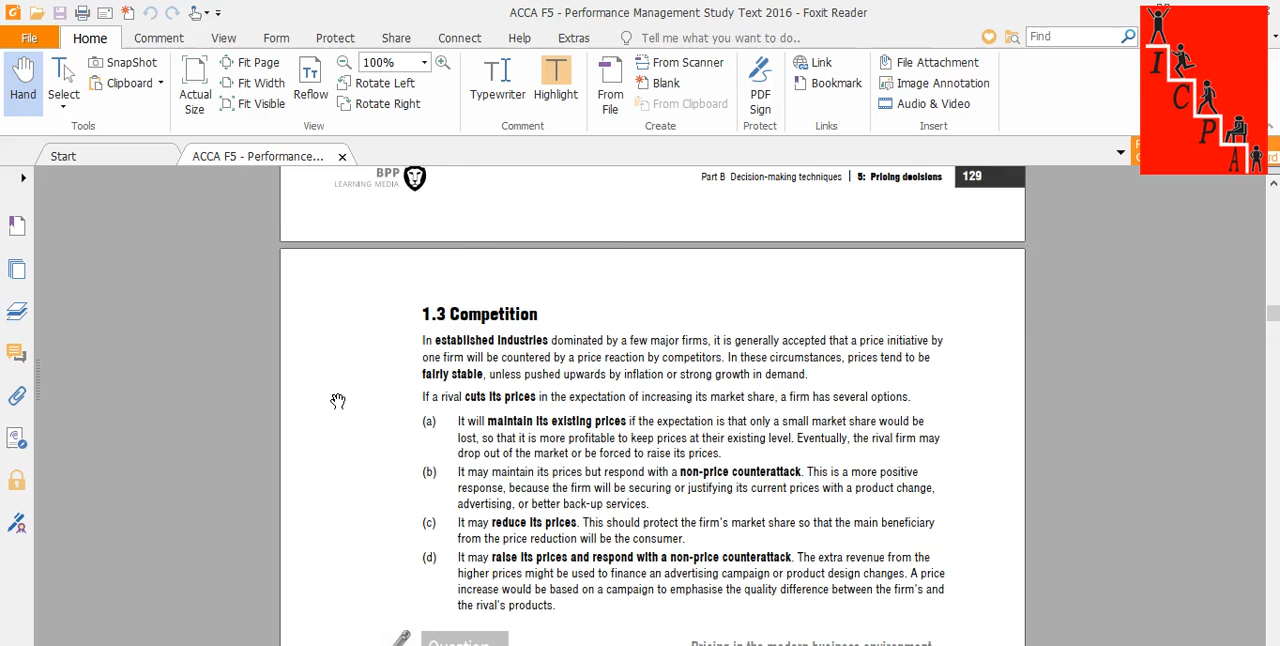 ACCA F5 - Performance Management Study Text 2016 - Foxit Reader
File Home Comment View Form Protect Share Connect Help Extras Tell me what you want to do.. Find
Hand
Select
SnapShot
Clipboard
Tools
Actual Size
Fit Page
Fit Width
Fit Visible
Reflow
100%
Rotate Left
Rotate Right
View
Typewriter
Highlight
Comment
From File
From Scanner
Blank
From Clipboard
Create
PDF Sign
Protect
Link
Bookmark
Links
File Attachment
Image Annotation
Audio & Video
Insert
I
C
P
A
Start
ACCA F5 - Performance...
BPP
LEARNING MEDIA
Part B Decision-making techniques | 5: Pricing decisions 129
1.3 Competition
In established industries dominated by a few major firms, it is generally accepted that a price initiative by
one firm will be countered by a price reaction by competitors. In these circumstances, prices tend to be
fairly stable, unless pushed upwards by inflation or strong growth in demand.
If a rival cuts its prices in the expectation of increasing its market share, a firm has several options.
(a) It will maintain its existing prices if the expectation is that only a small market share would be
lost, so that it is more profitable to keep prices at their existing level. Eventually, the rival firm may
drop out of the market or be forced to raise its prices.
(b) It may maintain its prices but respond with a non-price counterattack. This is a more positive
response, because the firm will be securing or justifying its current prices with a product change,
advertising, or better back-up services.
(c) It may reduce its prices. This should protect the firm's market share so that the main beneficiary
from the price reduction will be the consumer.
(d) It may raise its prices and respond with a non-price counterattack. The extra revenue from the
higher prices might be used to finance an advertising campaign or product design changes. A price
increase would be based on a campaign to emphasise the quality difference between the firm's and
the rival's products.
Question Pricing in the modern business environment